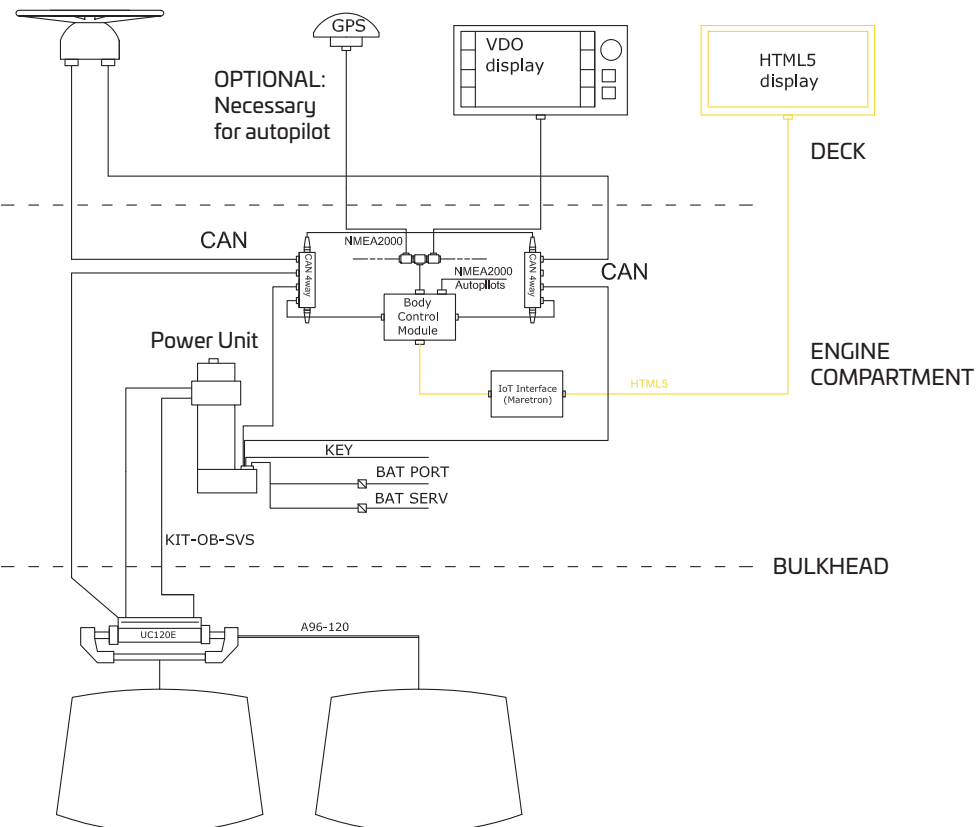 GPS
VDO
display
HTML5
display
OPTIONAL:
Necessary
for autopilot
DECK
CAN
NMEA2000
CAN 4way
NMEA2000
Autopilots
CAN 4way
CAN
Body
Control
Module
Power Unit
ENGINE
COMPARTMENT
IoT Interface
(Maretron)
HTML5
KEY
BAT PORT
BAT SERV
KIT-OB-SVS
BULKHEAD
UC120E
A96-120